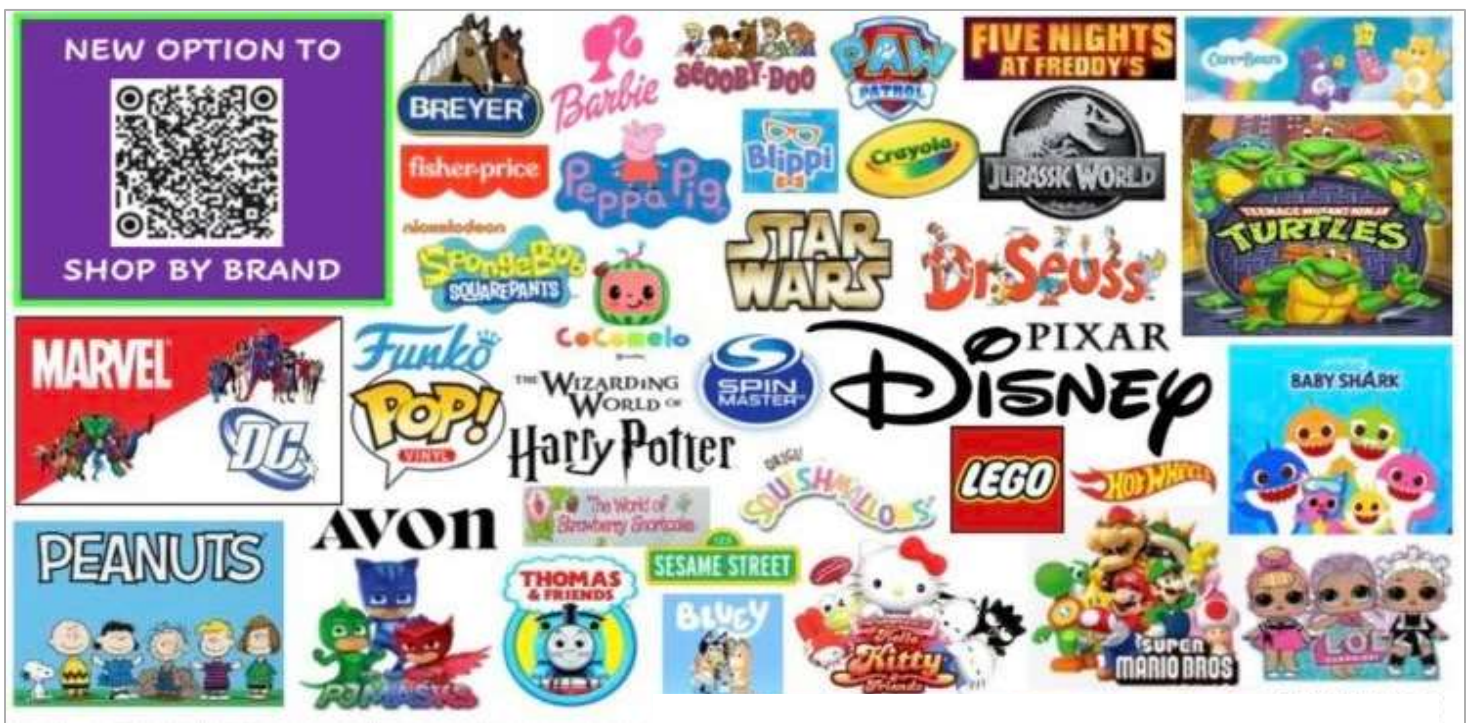 NEW OPTION TO
SHOP BY BRAND
BREYER
Barbie
SCOOBY-DOO
PAW
PATROL
FIVE NIGHTS
AT FREDDY'S
Care Bears
fisher-price
Peppa Pig
Blippi
Crayola
JURASSIC WORLD
TEENAGE MUTANT NINJA
TURTLES
nickelodeon
SpongeBob
SQUAREPANTS
CoComelo
STAR
WARS
Dr. Seuss
MARVEL
DC
Funko
POP!
VINYL
THE WIZARDING
WORLD OF
Harry Potter
SPIN
MASTER
PIXAR
DISNEY
BABY SHARK
LEGO
HOT WHEELS
The World of
Strawberry Shortcake
SQUISHMALLOWS
PEANUTS
AVON
PJ MASKS
THOMAS
& FRIENDS
123
SESAME STREET
BLUEY
Hello
Kitty
Friends
SUPER
MARIO BROS
L.O.L.
SURPRISE!